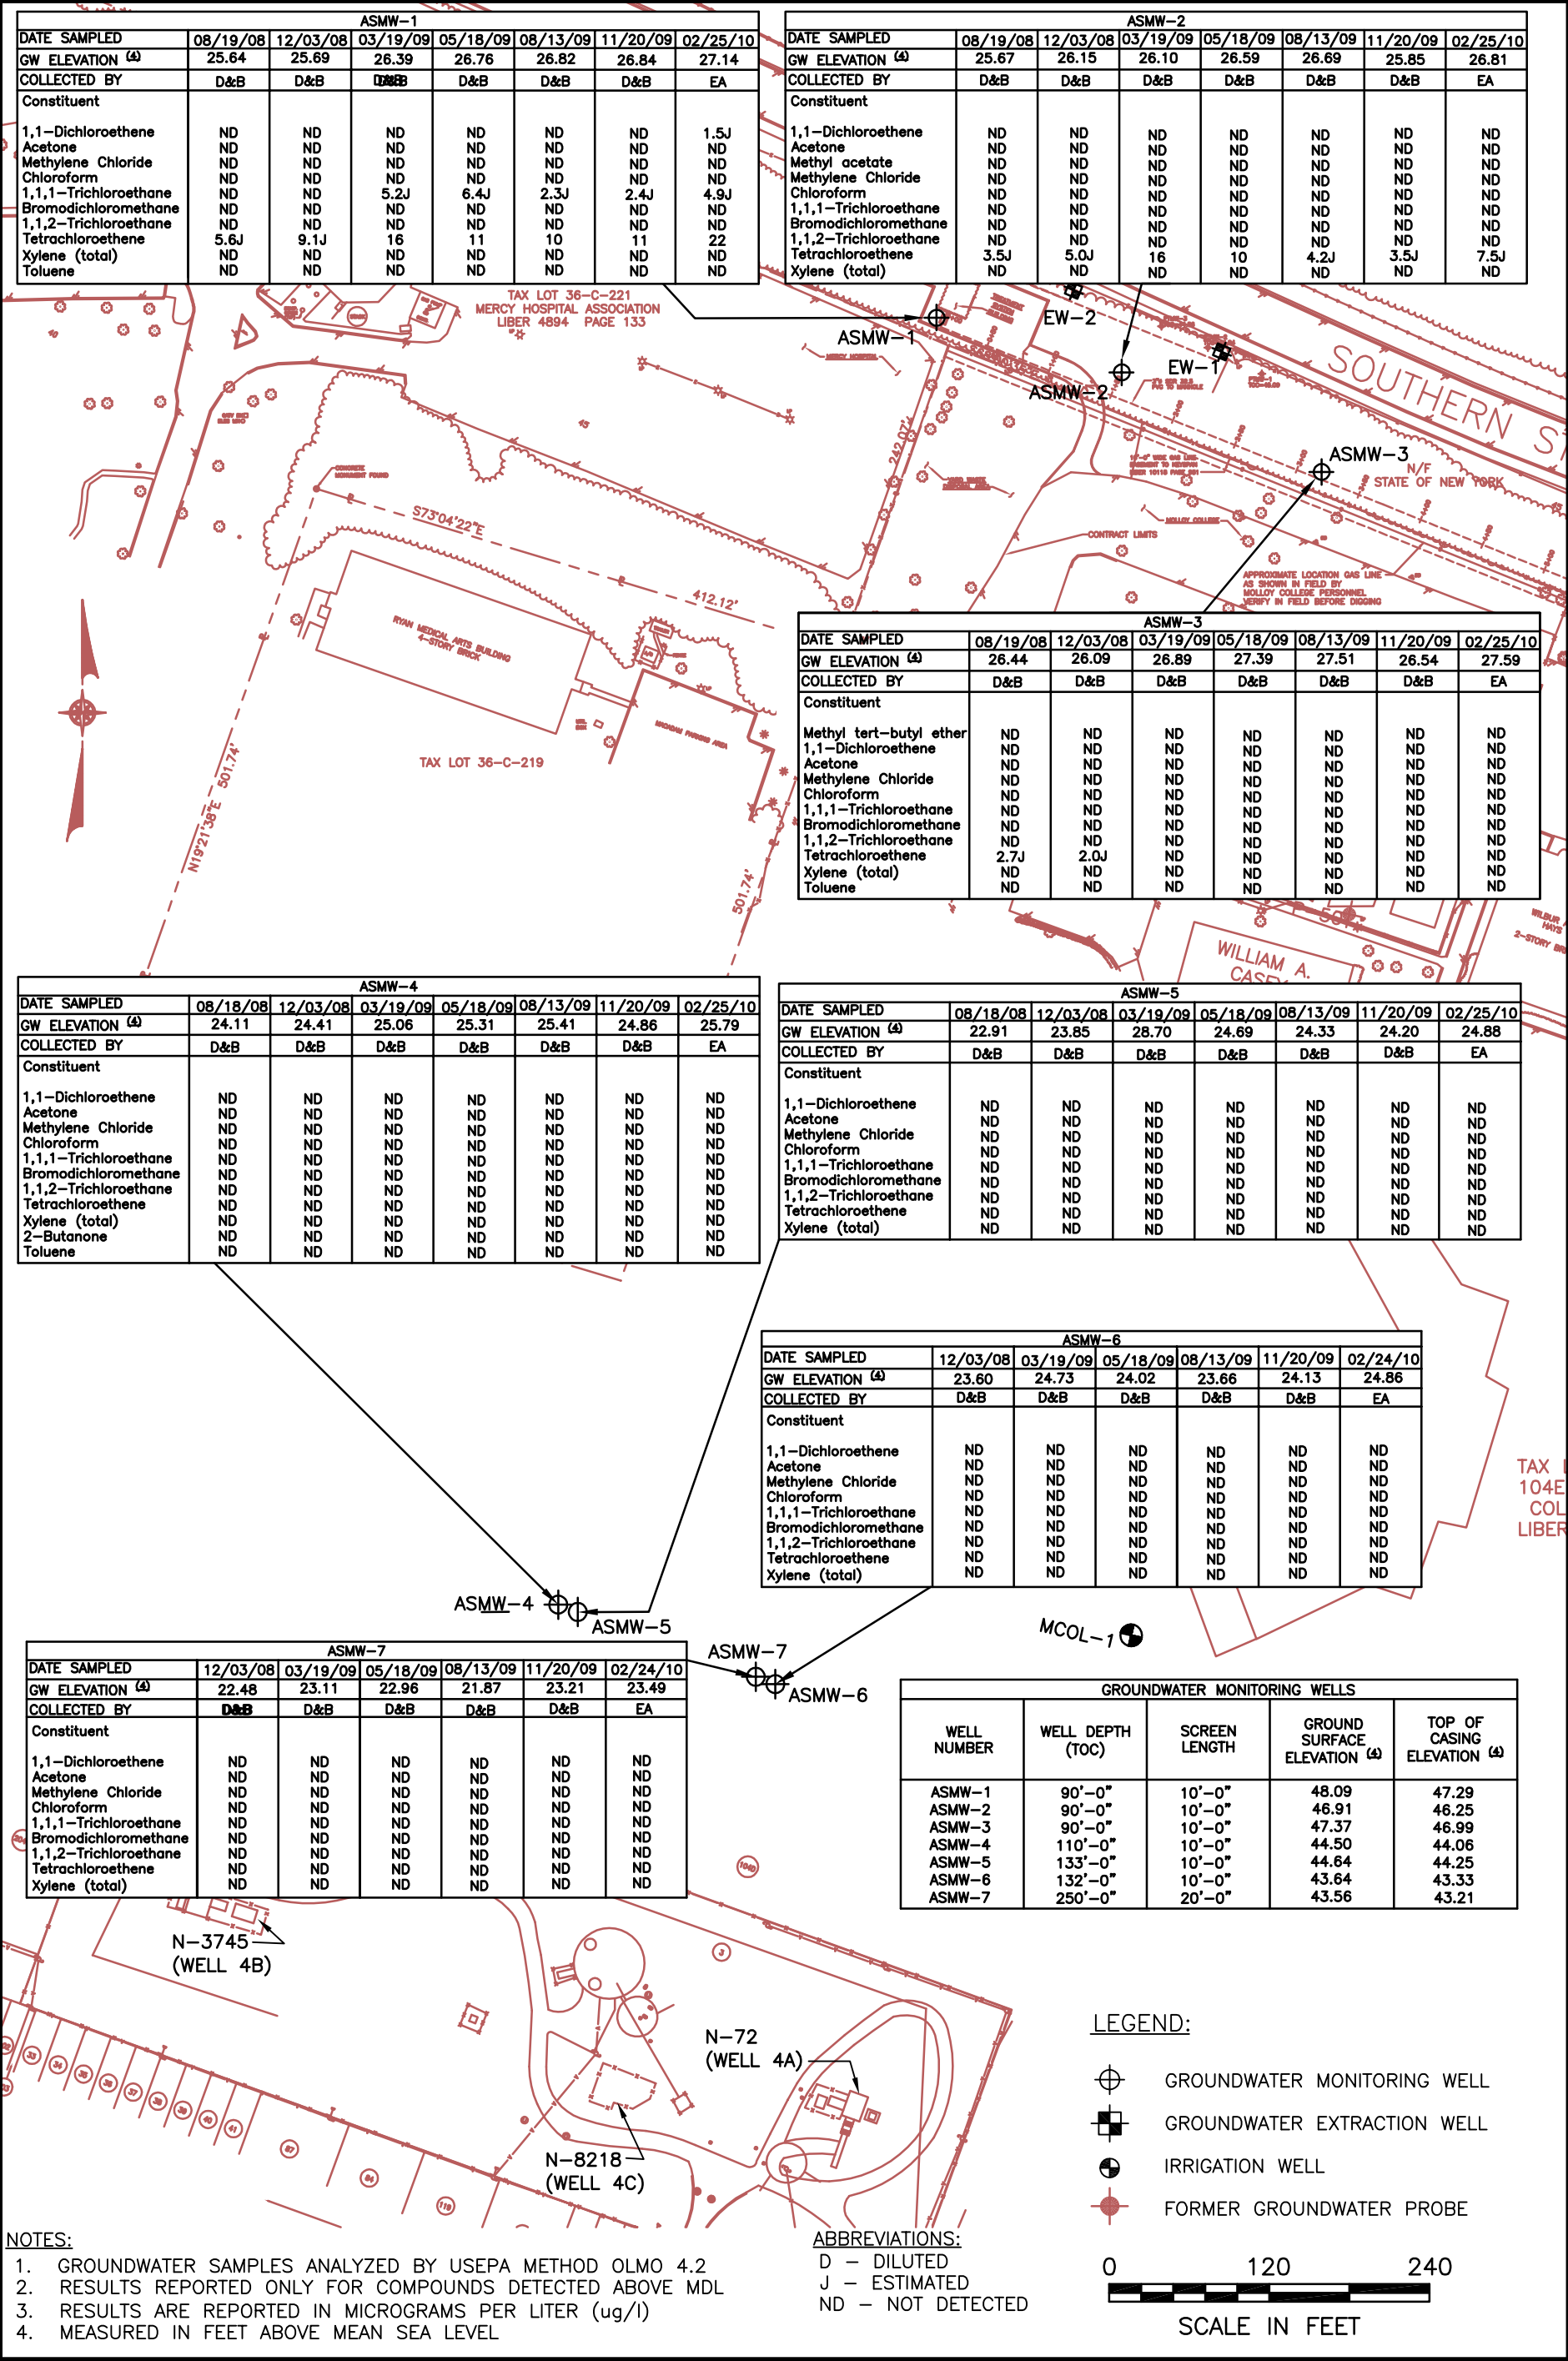 ASMW-1
DATE SAMPLED 08/19/08 12/03/08 03/19/09 05/18/09 08/13/09 11/20/09 02/25/10
GW ELEVATION (4) 25.64 25.69 26.39 26.76 26.82 26.84 27.14
COLLECTED BY D&B D&B D&B D&B D&B D&B EA
Constituent
1,1-Dichloroethene ND ND ND ND ND ND 1.5J
Acetone ND ND ND ND ND ND ND
Methylene Chloride ND ND ND ND ND ND ND
Chloroform ND ND ND ND ND ND ND
1,1,1-Trichloroethane ND ND 5.2J 6.4J 2.3J 2.4J 4.9J
Bromodichloromethane ND ND ND ND ND ND ND
1,1,2-Trichloroethane ND ND ND ND ND ND ND
Tetrachloroethene 5.6J 9.1J 16 11 10 11 22
Xylene (total) ND ND ND ND ND ND ND
Toluene ND ND ND ND ND ND ND
ASMW-2
DATE SAMPLED 08/19/08 12/03/08 03/19/09 05/18/09 08/13/09 11/20/09 02/25/10
GW ELEVATION (4) 25.67 26.15 26.10 26.59 26.69 25.85 26.81
COLLECTED BY D&B D&B D&B D&B D&B D&B EA
Constituent
1,1-Dichloroethene ND ND ND ND ND ND ND
Acetone ND ND ND ND ND ND ND
Methyl acetate ND ND ND ND ND ND ND
Methylene Chloride ND ND ND ND ND ND ND
Chloroform ND ND ND ND ND ND ND
1,1,1-Trichloroethane ND ND ND ND ND ND ND
Bromodichloromethane ND ND ND ND ND ND ND
1,1,2-Trichloroethane ND ND ND ND ND ND ND
Tetrachloroethene 3.5J 5.0J 16 10 4.2J 3.5J 7.5J
Xylene (total) ND ND ND ND ND ND ND
TAX LOT 36-C-221
MERCY HOSPITAL ASSOCIATION
LIBER 4894 PAGE 133
ASMW-1
EW-2
ASMW-2
EW-1
SOUTHERN S
ASMW-3
N/F
STATE OF NEW YORK
MERCY HOSPITAL
242.07'
45
CONCRETE
MONUMENT FOUND
S73°04'22"E
412.12'
MOLLOY COLLEGE
CONTRACT LIMITS
APPROXIMATE LOCATION GAS LINE
AS SHOWN IN FIELD BY
MOLLOY COLLEGE PERSONNEL
VERIFY IN FIELD BEFORE DIGGING
RYAN MEDICAL ARTS BUILDING
4-STORY BRICK
MACADAM PARKING AREA
TAX LOT 36-C-219
N19°21'38"E 501.74'
501.74'
ASMW-3
DATE SAMPLED 08/19/08 12/03/08 03/19/09 05/18/09 08/13/09 11/20/09 02/25/10
GW ELEVATION (4) 26.44 26.09 26.89 27.39 27.51 26.54 27.59
COLLECTED BY D&B D&B D&B D&B D&B D&B EA
Constituent
Methyl tert-butyl ether ND ND ND ND ND ND ND
1,1-Dichloroethene ND ND ND ND ND ND ND
Acetone ND ND ND ND ND ND ND
Methylene Chloride ND ND ND ND ND ND ND
Chloroform ND ND ND ND ND ND ND
1,1,1-Trichloroethane ND ND ND ND ND ND ND
Bromodichloromethane ND ND ND ND ND ND ND
1,1,2-Trichloroethane ND ND ND ND ND ND ND
Tetrachloroethene 2.7J 2.0J ND ND ND ND ND
Xylene (total) ND ND ND ND ND ND ND
Toluene ND ND ND ND ND ND ND
WILLIAM A.
CASEY
WILBUR
HAYS
2-STORY BR
ASMW-4
DATE SAMPLED 08/18/08 12/03/08 03/19/09 05/18/09 08/13/09 11/20/09 02/25/10
GW ELEVATION (4) 24.11 24.41 25.06 25.31 25.41 24.86 25.79
COLLECTED BY D&B D&B D&B D&B D&B D&B EA
Constituent
1,1-Dichloroethene ND ND ND ND ND ND ND
Acetone ND ND ND ND ND ND ND
Methylene Chloride ND ND ND ND ND ND ND
Chloroform ND ND ND ND ND ND ND
1,1,1-Trichloroethane ND ND ND ND ND ND ND
Bromodichloromethane ND ND ND ND ND ND ND
1,1,2-Trichloroethane ND ND ND ND ND ND ND
Tetrachloroethene ND ND ND ND ND ND ND
Xylene (total) ND ND ND ND ND ND ND
2-Butanone ND ND ND ND ND ND ND
Toluene ND ND ND ND ND ND ND
ASMW-5
DATE SAMPLED 08/18/08 12/03/08 03/19/09 05/18/09 08/13/09 11/20/09 02/25/10
GW ELEVATION (4) 22.91 23.85 28.70 24.69 24.33 24.20 24.88
COLLECTED BY D&B D&B D&B D&B D&B D&B EA
Constituent
1,1-Dichloroethene ND ND ND ND ND ND ND
Acetone ND ND ND ND ND ND ND
Methylene Chloride ND ND ND ND ND ND ND
Chloroform ND ND ND ND ND ND ND
1,1,1-Trichloroethane ND ND ND ND ND ND ND
Bromodichloromethane ND ND ND ND ND ND ND
1,1,2-Trichloroethane ND ND ND ND ND ND ND
Tetrachloroethene ND ND ND ND ND ND ND
Xylene (total) ND ND ND ND ND ND ND
ASMW-6
DATE SAMPLED 12/03/08 03/19/09 05/18/09 08/13/09 11/20/09 02/24/10
GW ELEVATION (4) 23.60 24.73 24.02 23.66 24.13 24.86
COLLECTED BY D&B D&B D&B D&B D&B EA
Constituent
1,1-Dichloroethene ND ND ND ND ND ND
Acetone ND ND ND ND ND ND
Methylene Chloride ND ND ND ND ND ND
Chloroform ND ND ND ND ND ND
1,1,1-Trichloroethane ND ND ND ND ND ND
Bromodichloromethane ND ND ND ND ND ND
1,1,2-Trichloroethane ND ND ND ND ND ND
Tetrachloroethene ND ND ND ND ND ND
Xylene (total) ND ND ND ND ND ND
TAX
104E
COL
LIBER
ASMW-4
ASMW-5
ASMW-7
ASMW-6
MCOL-1
ASMW-7
DATE SAMPLED 12/03/08 03/19/09 05/18/09 08/13/09 11/20/09 02/24/10
GW ELEVATION (4) 22.48 23.11 22.96 21.87 23.21 23.49
COLLECTED BY D&B D&B D&B D&B D&B EA
Constituent
1,1-Dichloroethene ND ND ND ND ND ND
Acetone ND ND ND ND ND ND
Methylene Chloride ND ND ND ND ND ND
Chloroform ND ND ND ND ND ND
1,1,1-Trichloroethane ND ND ND ND ND ND
Bromodichloromethane ND ND ND ND ND ND
1,1,2-Trichloroethane ND ND ND ND ND ND
Tetrachloroethene ND ND ND ND ND ND
Xylene (total) ND ND ND ND ND ND
GROUNDWATER MONITORING WELLS
WELL NUMBER WELL DEPTH (TOC) SCREEN LENGTH GROUND SURFACE ELEVATION (4) TOP OF CASING ELEVATION (4)
ASMW-1 90'-0" 10'-0" 48.09 47.29
ASMW-2 90'-0" 10'-0" 46.91 46.25
ASMW-3 90'-0" 10'-0" 47.37 46.99
ASMW-4 110'-0" 10'-0" 44.50 44.06
ASMW-5 133'-0" 10'-0" 44.64 44.25
ASMW-6 132'-0" 10'-0" 43.64 43.33
ASMW-7 250'-0" 20'-0" 43.56 43.21
N-3745
(WELL 4B)
N-72
(WELL 4A)
N-8218
(WELL 4C)
LEGEND:
GROUNDWATER MONITORING WELL
GROUNDWATER EXTRACTION WELL
IRRIGATION WELL
FORMER GROUNDWATER PROBE
0 120 240
SCALE IN FEET
NOTES:
1. GROUNDWATER SAMPLES ANALYZED BY USEPA METHOD OLMO 4.2
2. RESULTS REPORTED ONLY FOR COMPOUNDS DETECTED ABOVE MDL
3. RESULTS ARE REPORTED IN MICROGRAMS PER LITER (ug/l)
4. MEASURED IN FEET ABOVE MEAN SEA LEVEL
ABBREVIATIONS:
D - DILUTED
J - ESTIMATED
ND - NOT DETECTED